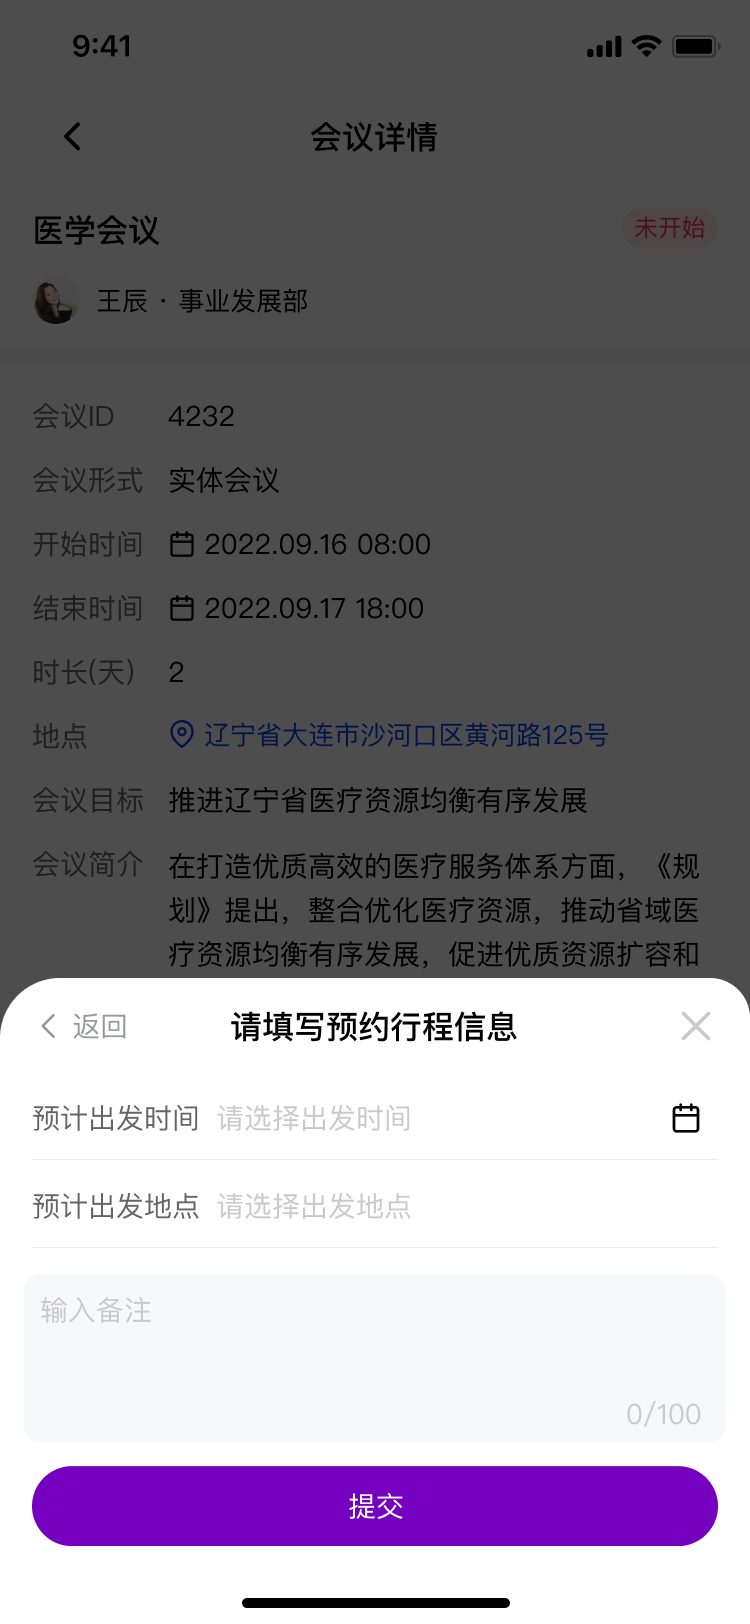 9:41
会议详情
医学会议
未开始
王辰 · 事业发展部
会议ID 4232
会议形式 实体会议
开始时间 2022.09.16 08:00
结束时间 2022.09.17 18:00
时长(天) 2
地点 辽宁省大连市沙河口区黄河路125号
会议目标 推进辽宁省医疗资源均衡有序发展
会议简介 在打造优质高效的医疗服务体系方面，《规
划》提出，整合优化医疗资源，推动省域医
疗资源均衡有序发展，促进优质资源扩容和
返回 请填写预约行程信息
预计出发时间 请选择出发时间
预计出发地点 请选择出发地点
输入备注
0/100
提交